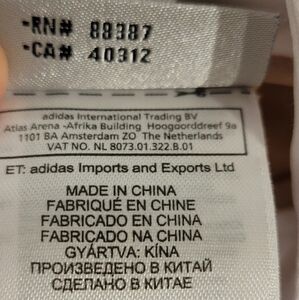 -RN# 88387
-CA# 40312
adidas International Trading BV
Atlas Arena -Afrika Building Hoogoorddreef 9a
1101 BA Amsterdam ZO The Netherlands
VAT NO. NL 8073.01.322.B.01
ET: adidas Imports and Exports Ltd
MADE IN CHINA
FABRIQUÉ EN CHINE
FABRICADO EN CHINA
FABRICADO NA CHINA
GYÁRTVA: KÍNA
ПРОИЗВЕДЕНО В КИТАЙ
СДЕЛАНО В КИТАЕ